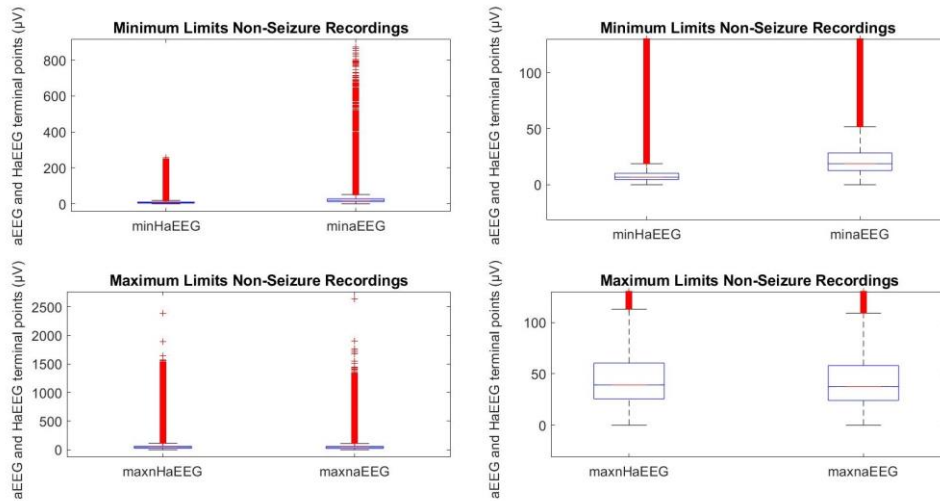 Minimum Limits Non-Seizure Recordings
aEEG and HaEEG terminal points (µV)
800
600
400
200
0
minHaEEG minaEEG
Minimum Limits Non-Seizure Recordings
aEEG and HaEEG terminal points (µV)
100
50
0
minHaEEG minaEEG
Maximum Limits Non-Seizure Recordings
aEEG and HaEEG terminal points (µV)
2500
2000
1500
1000
500
0
maxnHaEEG maxnaEEG
Maximum Limits Non-Seizure Recordings
aEEG and HaEEG terminal points (µV)
100
50
0
maxnHaEEG maxnaEEG